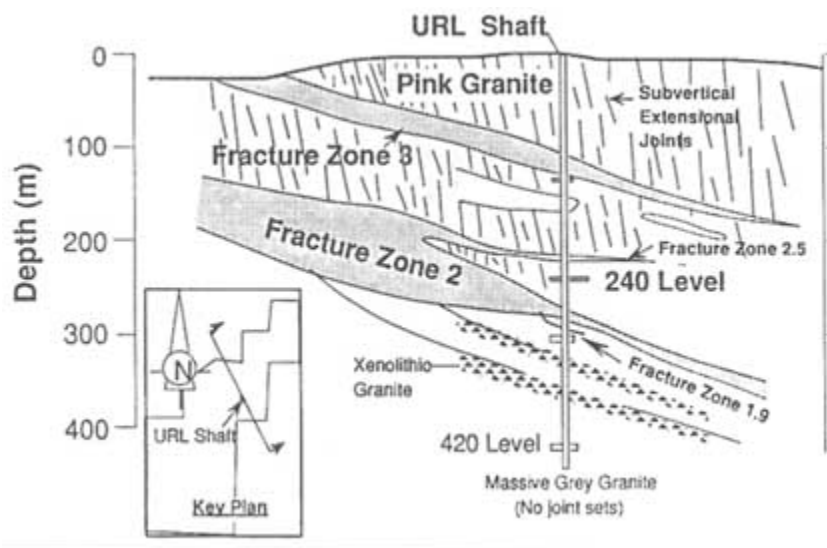 URL Shaft
0
100
200
300
400
Depth (m)
Pink Granite
Subvertical
Extensional
Joints
Fracture Zone 3
Fracture Zone 2.5
Fracture Zone 2
240 Level
Xenolithic
Granite
Fracture Zone 1.9
420 Level
Massive Grey Granite
(No joint sets)
N
URL Shaft
Key Plan